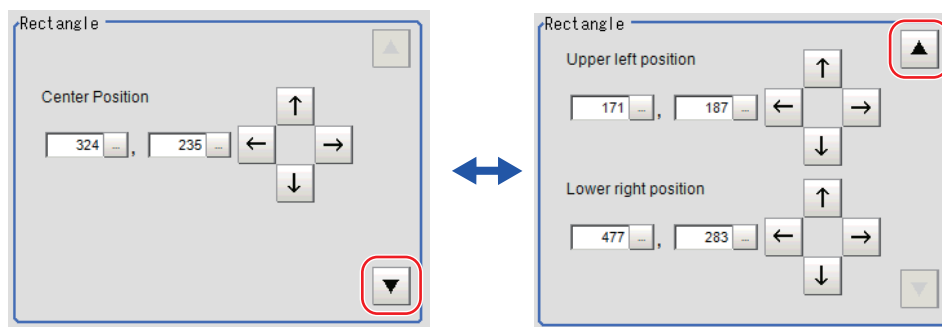 Rectangle
Center Position
324 ... , 235 ...
Rectangle
Upper left position
171 ... , 187 ...
Lower right position
477 ... , 283 ...